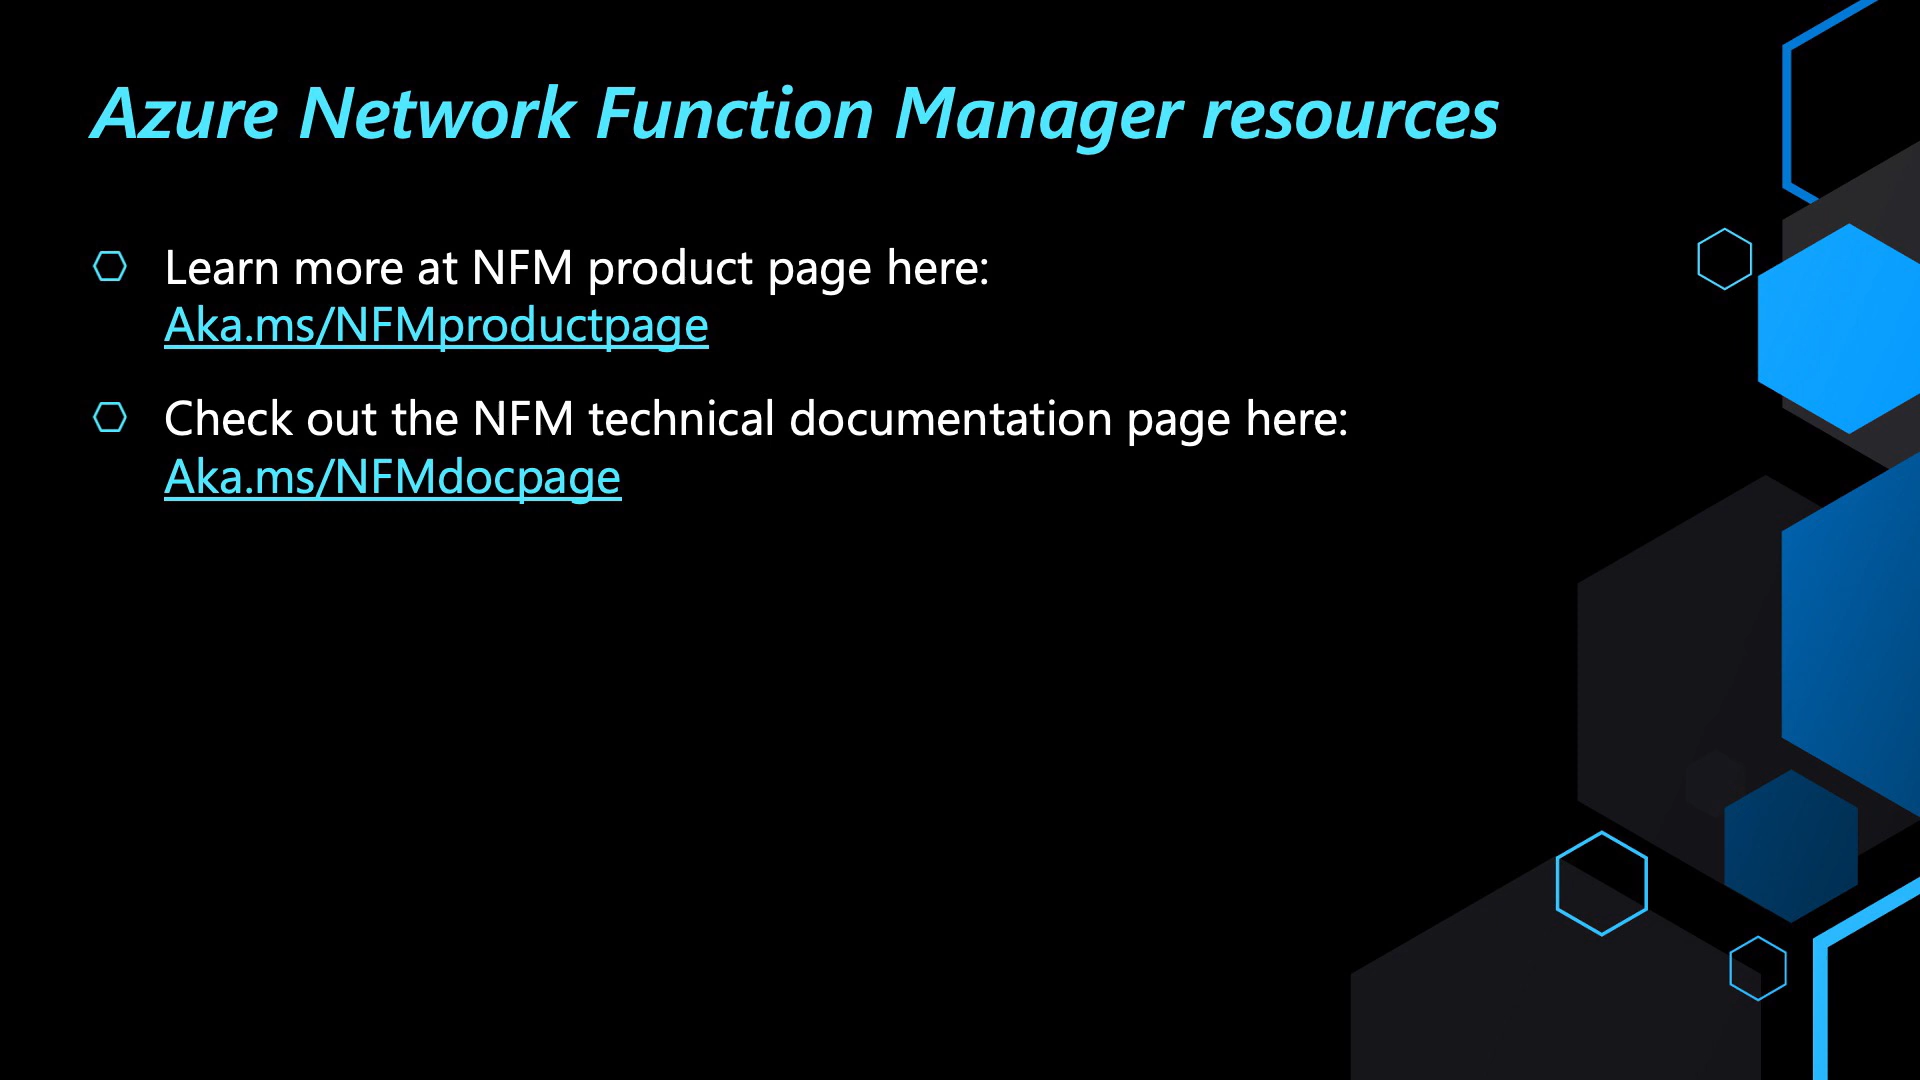 Azure Network Function Manager resources
Learn more at NFM product page here:
Aka.ms/NFMproductpage
Check out the NFM technical documentation page here:
Aka.ms/NFMdocpage